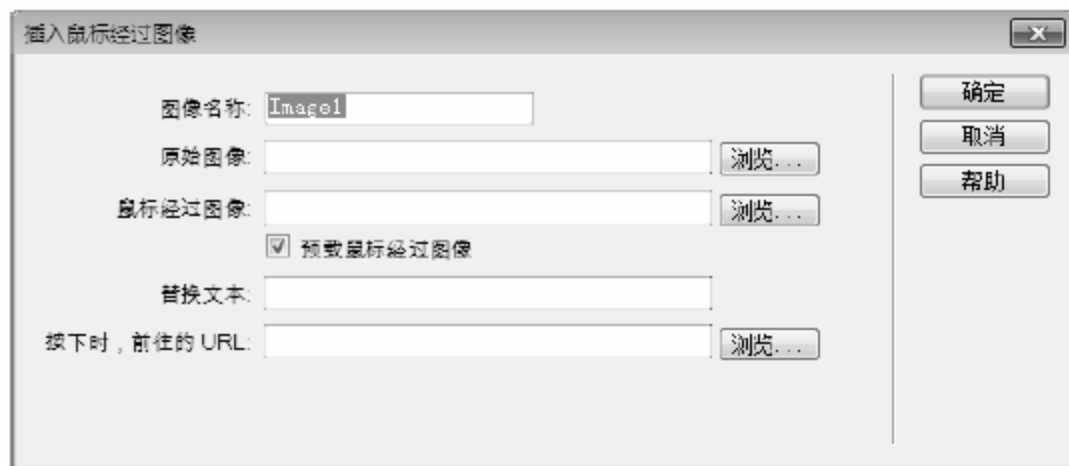 插入鼠标经过图像
图像名称: Image1
原始图像: 浏览...
鼠标经过图像: 浏览...
预载鼠标经过图像
替换文本:
按下时，前往的 URL: 浏览...
确定
取消
帮助